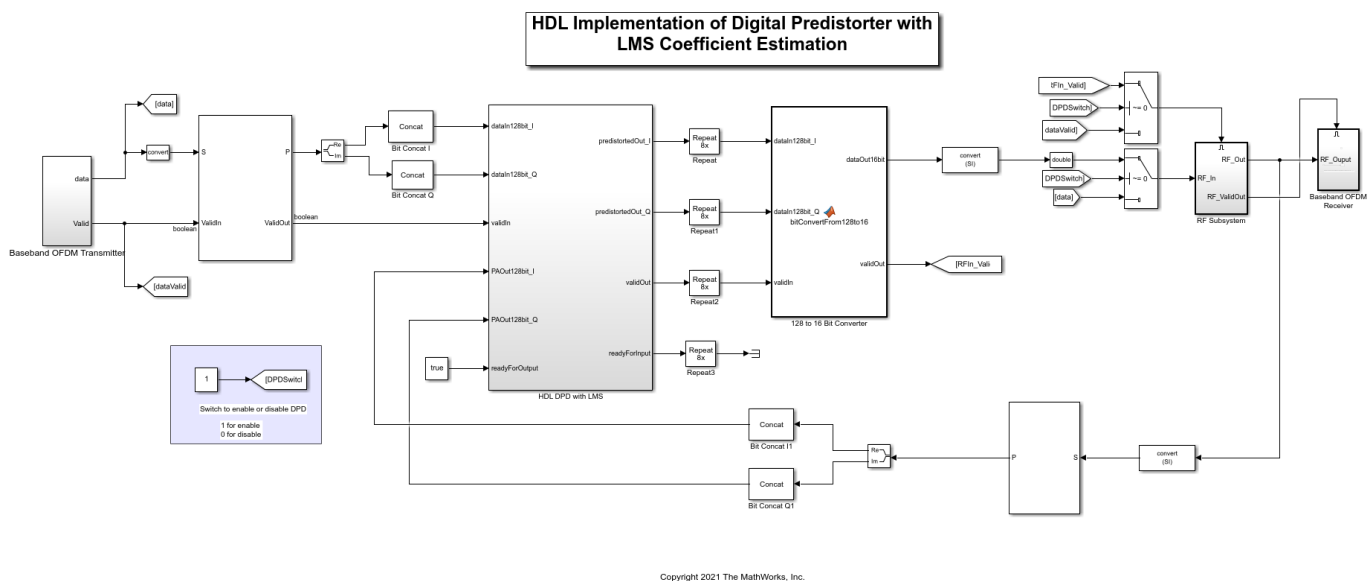 HDL Implementation of Digital Predistorter with
LMS Coefficient Estimation
[data]
convert
data
Valid
Baseband OFDM Transmitter
boolean
[dataValid
S
P
ValidIn
ValidOut
boolean
Re
Im
Concat
Bit Concat I
Concat
Bit Concat Q
dataIn128bit_I
dataIn128bit_Q
validIn
PAOut128bit_I
PAOut128bit_Q
readyForOutput
predistortedOut_I
predistortedOut_Q
validOut
readyForInput
HDL DPD with LMS
true
Repeat
8x
Repeat
Repeat
8x
Repeat1
Repeat
8x
Repeat2
Repeat
8x
Repeat3
dataIn128bit_I
dataIn128bit_Q
validIn
bitConvertFrom128to16
dataOut16bit
validOut
128 to 16 Bit Converter
convert
(SI)
[RFIn_Vali
tFIn_Valid]
DPDSwitch]
dataValid]
~= 0
double
DPDSwitch]
[data]
~= 0
RF_In
RF_Out
RF_ValidOut
RF Subsystem
RF_Ouput
Baseband OFDM
Receiver
1
[DPDSwitcl
Switch to enable or disable DPD
1 for enable
0 for disable
Concat
Bit Concat I1
Concat
Bit Concat Q1
Re
Im
P
S
convert
(SI)
Copyright 2021 The MathWorks, Inc.